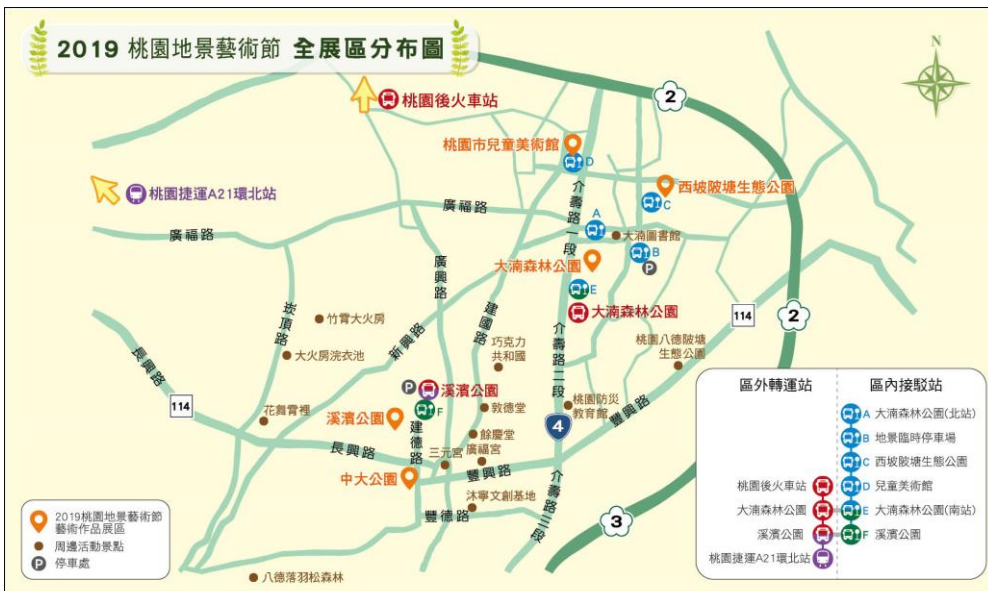 2019 桃園地景藝術節 全展區分布圖
N
2
桃園後火車站
桃園市兒童美術館
D
桃園捷運A21環北站
西坡陂塘生態公園
C
廣福路
介壽路一段
A
大湳圖書館
廣福路
B
P
大湳森林公園
廣興路
E
大湳森林公園
2
114
崁頂路
竹霄大火房
新興路
建國路
巧克力
共和國
介壽路二段
桃園八德陂塘
生態公園
大火房浣衣池
長興路
114
P
溪濱公園
F
花舞霄裡
溪濱公園
敦德堂
桃園防災
教育館
豐興路
4
建德路
餘慶堂
長興路
三元宮
廣福宮
豐興路
中大公園
介壽路二段
沐寧文創基地
豐德路
3
八德落羽松森林
2019桃園地景藝術節
藝術作品展區
周邊活動景點
P 停車處
區外轉運站
桃園後火車站
大湳森林公園
溪濱公園
桃園捷運A21環北站
區內接駁站
A 大湳森林公園(北站)
B 地景臨時停車場
C 西坡陂塘生態公園
D 兒童美術館
E 大湳森林公園(南站)
F 溪濱公園